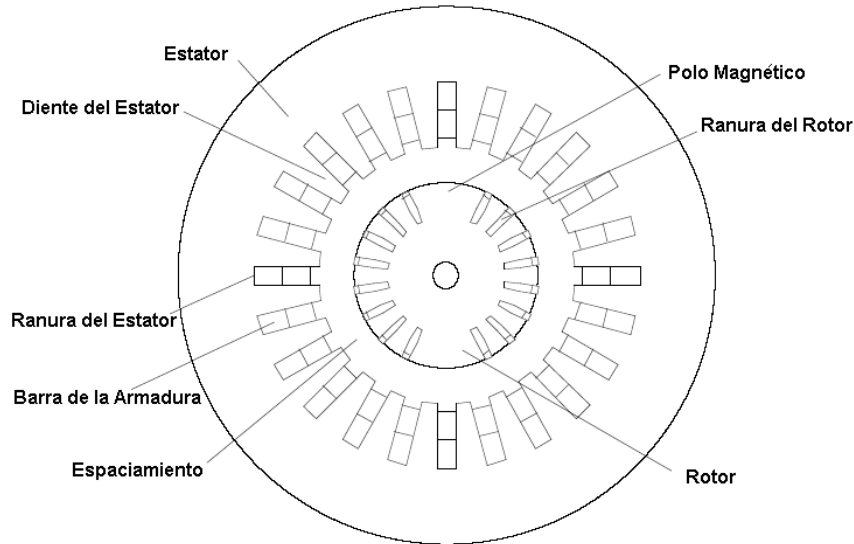 Estator
Polo Magnético
Diente del Estator
Ranura del Rotor
Ranura del Estator
Barra de la Armadura
Espaciamiento
Rotor